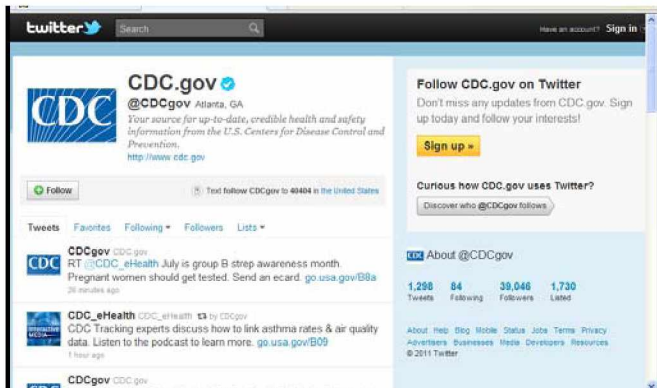 twitter
Search
Have an account? Sign in
CDC
CDC.gov
@CDCgov Atlanta, GA
Your source for up-to-date, credible health and safety
information from the U.S. Centers for Disease Control and
Prevention.
http://www.cdc.gov
Follow
Text follow CDCgov to 40404 in the United States
Tweets Favorites Following Followers Lists
CDC
CDCgov CDC.gov
RT @CDC_eHealth July is group B strep awareness month.
Pregnant women should get tested. Send an ecard. go.usa.gov/B8a
26 minutes ago
INTERACTIVE
MEDIA
CDC_eHealth CDC_eHealth by CDCgov
CDC Tracking experts discuss how to link asthma rates & air quality
data. Listen to the podcast to learn more. go.usa.gov/B09
1 hour ago
CDCgov CDC.gov
Follow CDC.gov on Twitter
Don't miss any updates from CDC.gov. Sign
up today and follow your interests!
Sign up »
Curious how CDC.gov uses Twitter?
Discover who @CDCgov follows
CDC About @CDCgov
1,298 84 39,046 1,730
Tweets Following Followers Listed
About Help Blog Mobile Status Jobs Terms Privacy
Advertisers Businesses Media Developers Resources
© 2011 Twitter